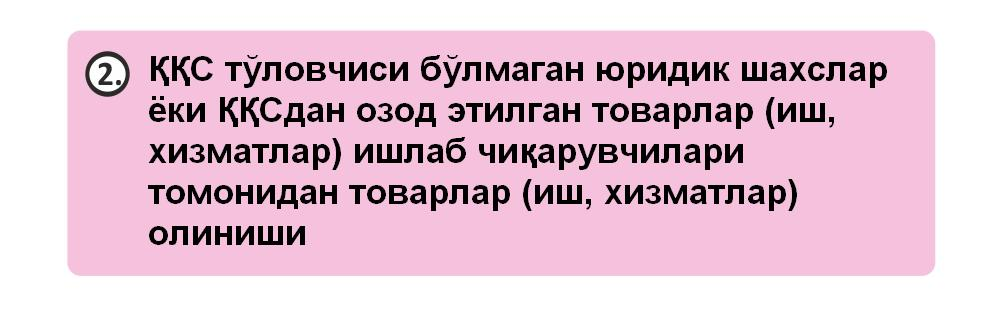 2. ҚҚС тўловчиси бўлмаган юридик шахслар
ёки ҚҚСдан озод этилган товарлар (иш,
хизматлар) ишлаб чиқарувчилари
томонидан товарлар (иш, хизматлар)
олиниши